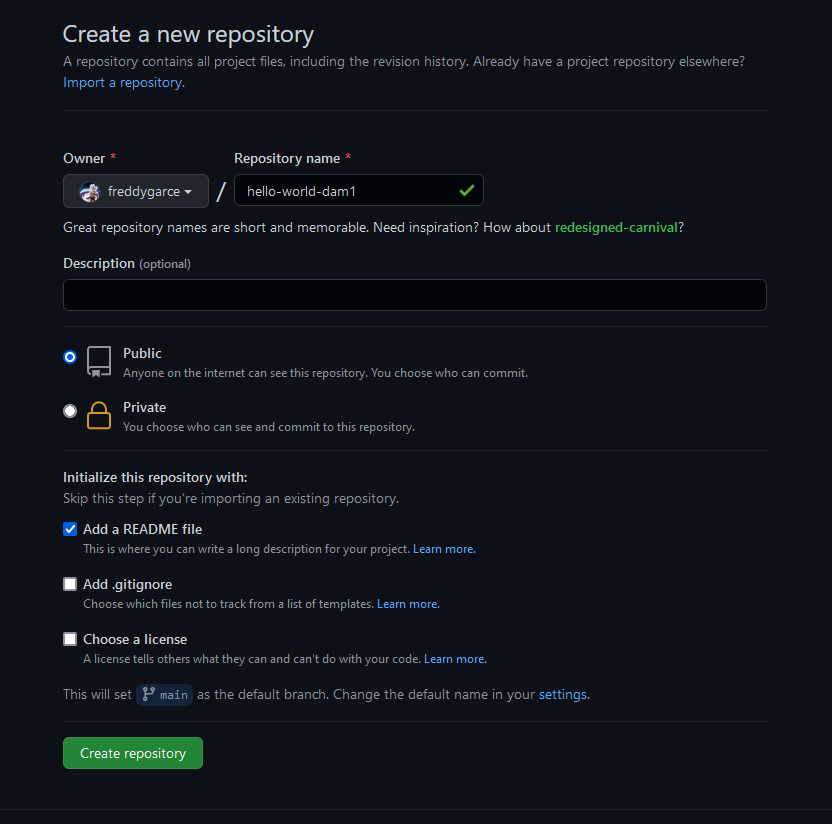 Create a new repository
A repository contains all project files, including the revision history. Already have a project repository elsewhere?
Import a repository.
Owner * Repository name *
freddygarce / hello-world-dam1
Great repository names are short and memorable. Need inspiration? How about redesigned-carnival?
Description (optional)
Public
Anyone on the internet can see this repository. You choose who can commit.
Private
You choose who can see and commit to this repository.
Initialize this repository with:
Skip this step if you're importing an existing repository.
Add a README file
This is where you can write a long description for your project. Learn more.
Add .gitignore
Choose which files not to track from a list of templates. Learn more.
Choose a license
A license tells others what they can and can't do with your code. Learn more.
This will set main as the default branch. Change the default name in your settings.
Create repository